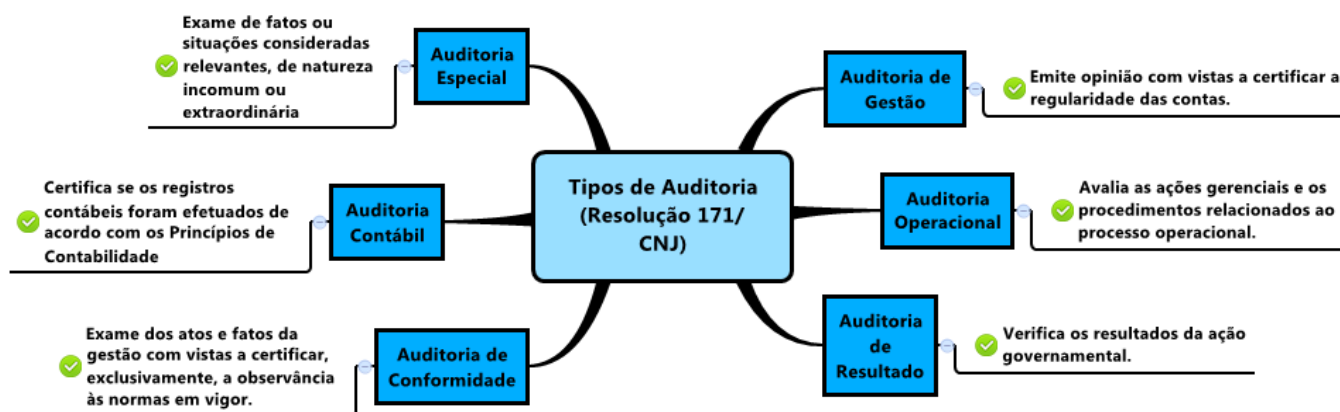 Exame de fatos ou
situações consideradas
relevantes, de natureza
incomum ou
extraordinária
Auditoria
Especial
Certifica se os registros
contábeis foram efetuados de
acordo com os Princípios de
Contabilidade
Auditoria
Contábil
Exame dos atos e fatos da
gestão com vistas a certificar,
exclusivamente, a observância
às normas em vigor.
Auditoria de
Conformidade
Tipos de Auditoria
(Resolução 171/
CNJ)
Auditoria de
Gestão
Emite opinião com vistas a certificar a
regularidade das contas.
Auditoria
Operacional
Avalia as ações gerenciais e os
procedimentos relacionados ao
processo operacional.
Auditoria
de
Resultado
Verifica os resultados da ação
governamental.